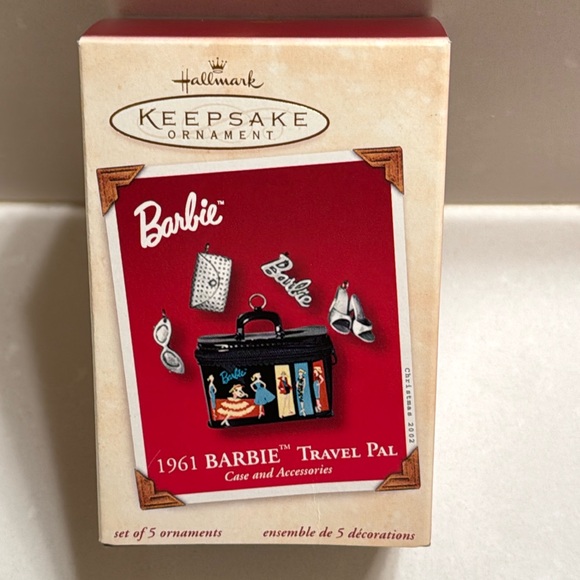 Hallmark
KEEPSAKE
ORNAMENT
Barbie™
Barbie
Barbie
Christmas 2002
1961 BARBIE™ TRAVEL PAL
Case and Accessories
set of 5 ornaments
ensemble de 5 décorations